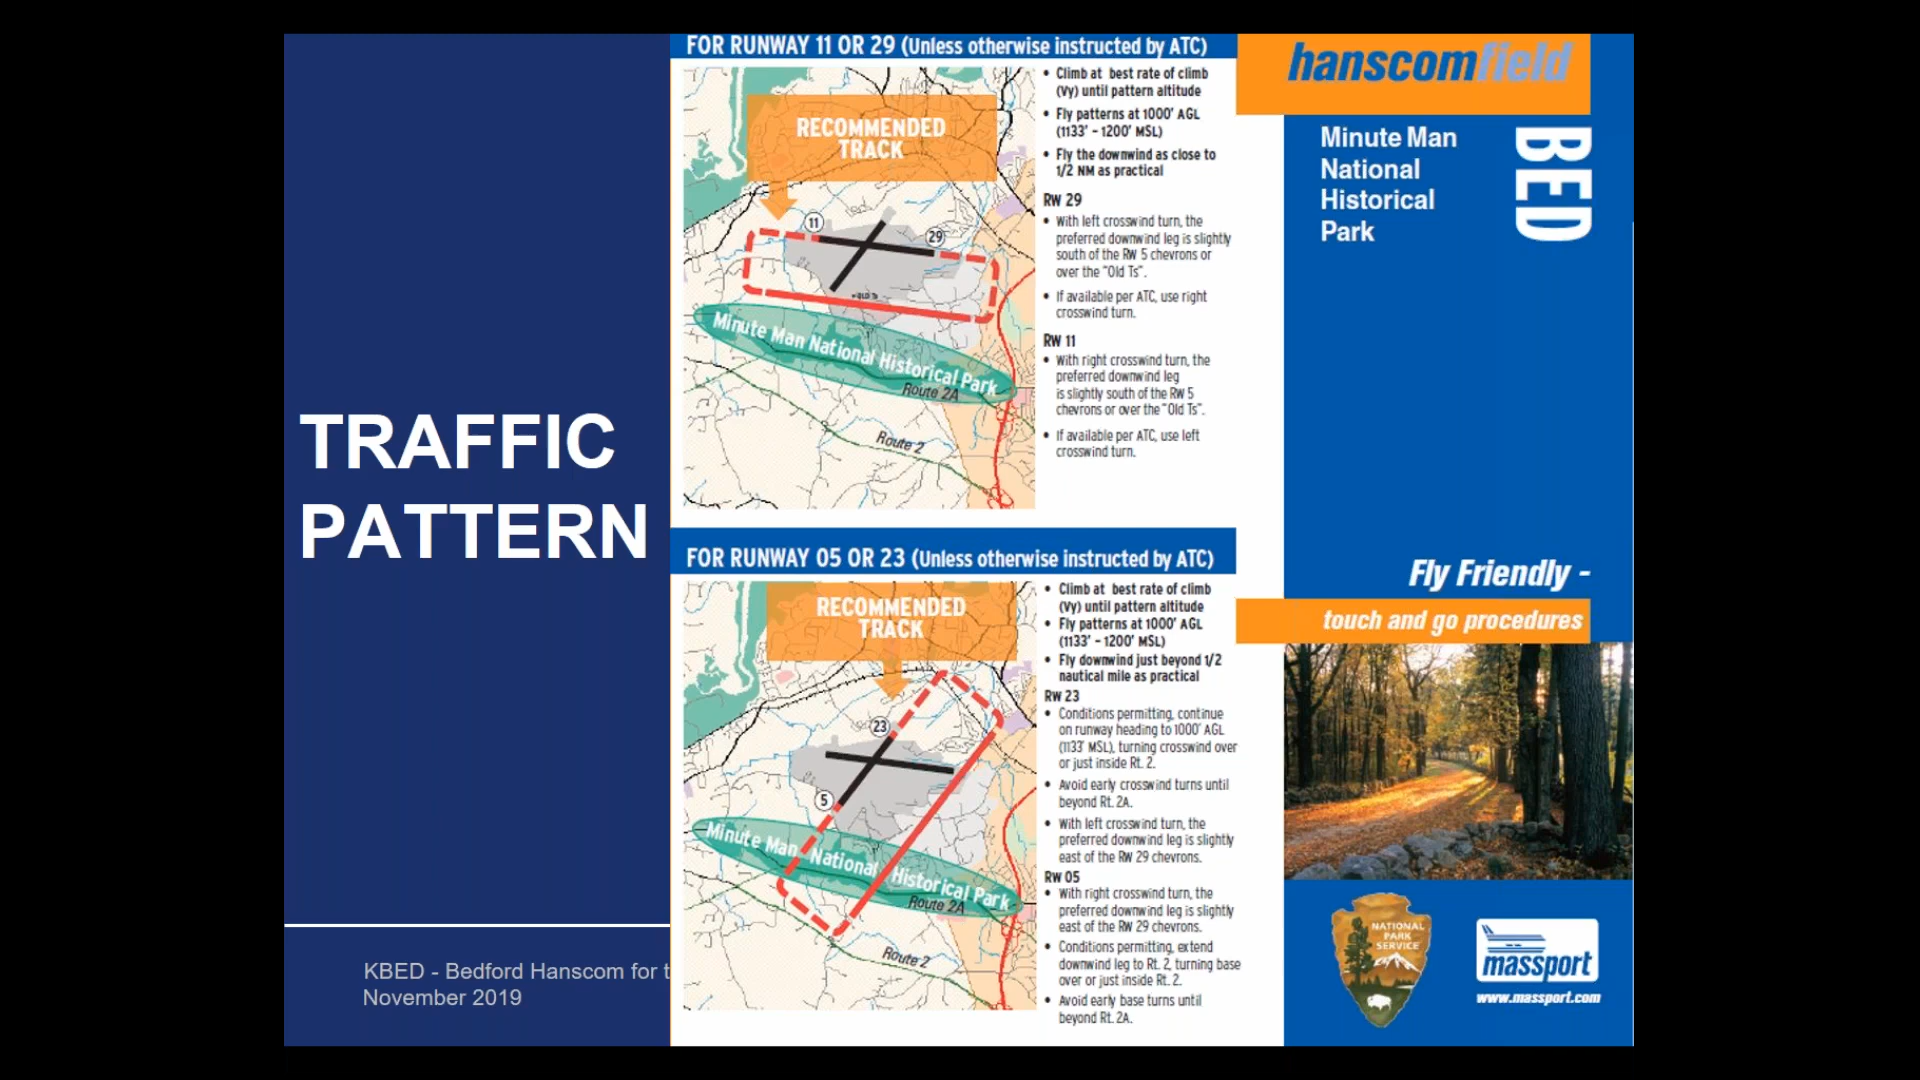 TRAFFIC
PATTERN
KBED - Bedford Hanscom for t
November 2019
FOR RUNWAY 11 OR 29 (Unless otherwise instructed by ATC)
RECOMMENDED
TRACK
11
29
OLD Ts
Minute Man National Historical Park
Route 2A
Route 2
• Climb at best rate of climb
(Vy) until pattern altitude
• Fly patterns at 1000' AGL
(1133' - 1200' MSL)
• Fly the downwind as close to
1/2 NM as practical
RW 29
• With left crosswind turn, the
preferred downwind leg is slightly
south of the RW 5 chevrons or
over the "Old Ts".
• If available per ATC, use right
crosswind turn.
RW 11
• With right crosswind turn, the
preferred downwind leg
is slightly south of the RW 5
chevrons or over the "Old Ts".
• If available per ATC, use left
crosswind turn.
FOR RUNWAY 05 OR 23 (Unless otherwise instructed by ATC)
RECOMMENDED
TRACK
23
5
Minute Man National Historical Park
Route 2A
Route 2
• Climb at best rate of climb
(Vy) until pattern altitude
• Fly patterns at 1000' AGL
(1133' - 1200' MSL)
• Fly downwind just beyond 1/2
nautical mile as practical
RW 23
• Conditions permitting, continue
on runway heading to 1000' AGL
(1133' MSL), turning crosswind over
or just inside Rt. 2.
• Avoid early crosswind turns until
beyond Rt. 2A.
• With left crosswind turn, the
preferred downwind leg is slightly
east of the RW 29 chevrons.
RW 05
• With right crosswind turn, the
preferred downwind leg is slightly
east of the RW 29 chevrons.
• Conditions permitting, extend
downwind leg to Rt. 2, turning base
over or just inside Rt. 2.
• Avoid early base turns until
beyond Rt. 2A.
hanscomfield
BED
Minute Man
National
Historical
Park
Fly Friendly -
touch and go procedures
NATIONAL
PARK
SERVICE
massport
www.massport.com